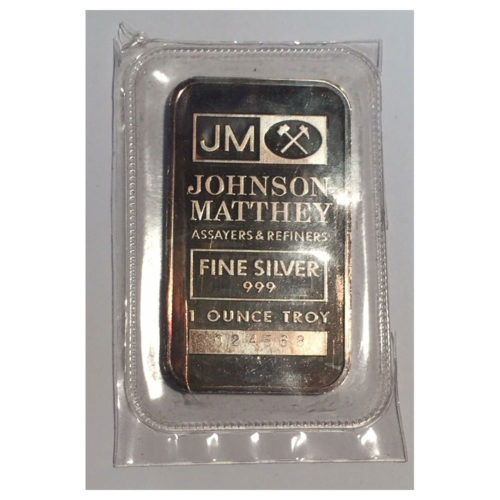 JM
JOHNSON
MATTHEY
ASSAYERS & REFINERS
FINE SILVER
999
1 OUNCE TROY